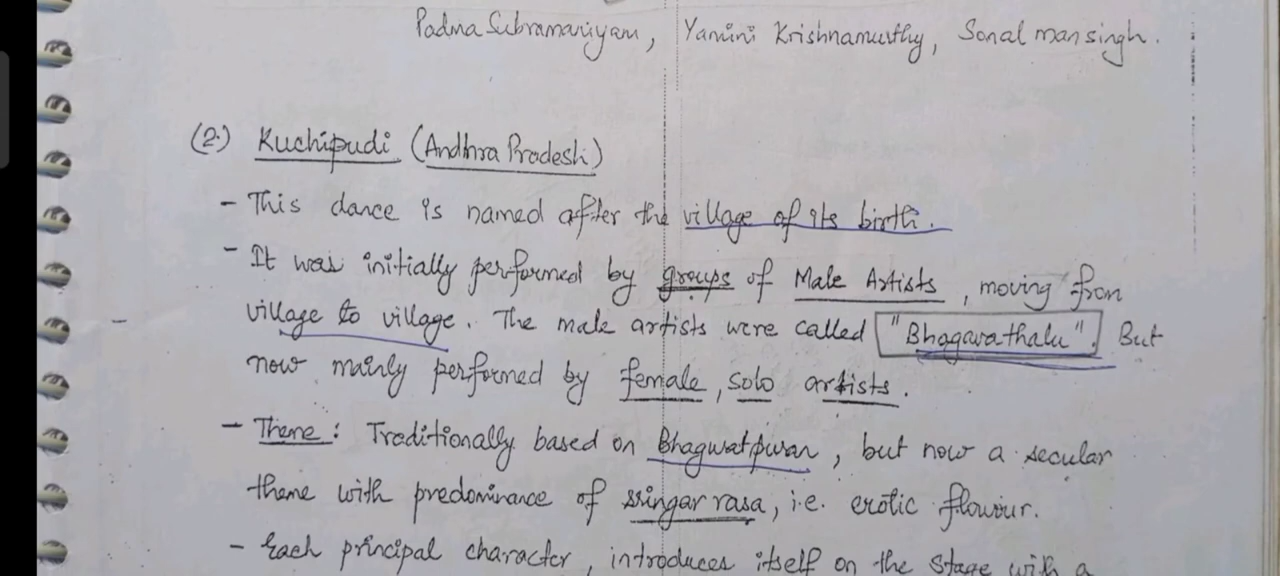 Padma Subramaniyam, Yamini Krishnamurthy, Sonal mansingh.
(2.) Kuchipudi (Andhra Pradesh)
- This dance is named after the village of its birth.
- It was initially performed by groups of Male Artists, moving from
village to village. The male artists were called "Bhagavathalu". But
now mainly performed by female, solo artists.
- Theme: Traditionally based on Bhagwatpuran, but now a secular
theme with predominance of sringar rasa, i.e. erotic flavour.
- Each principal character, introduces itself on the stage with a